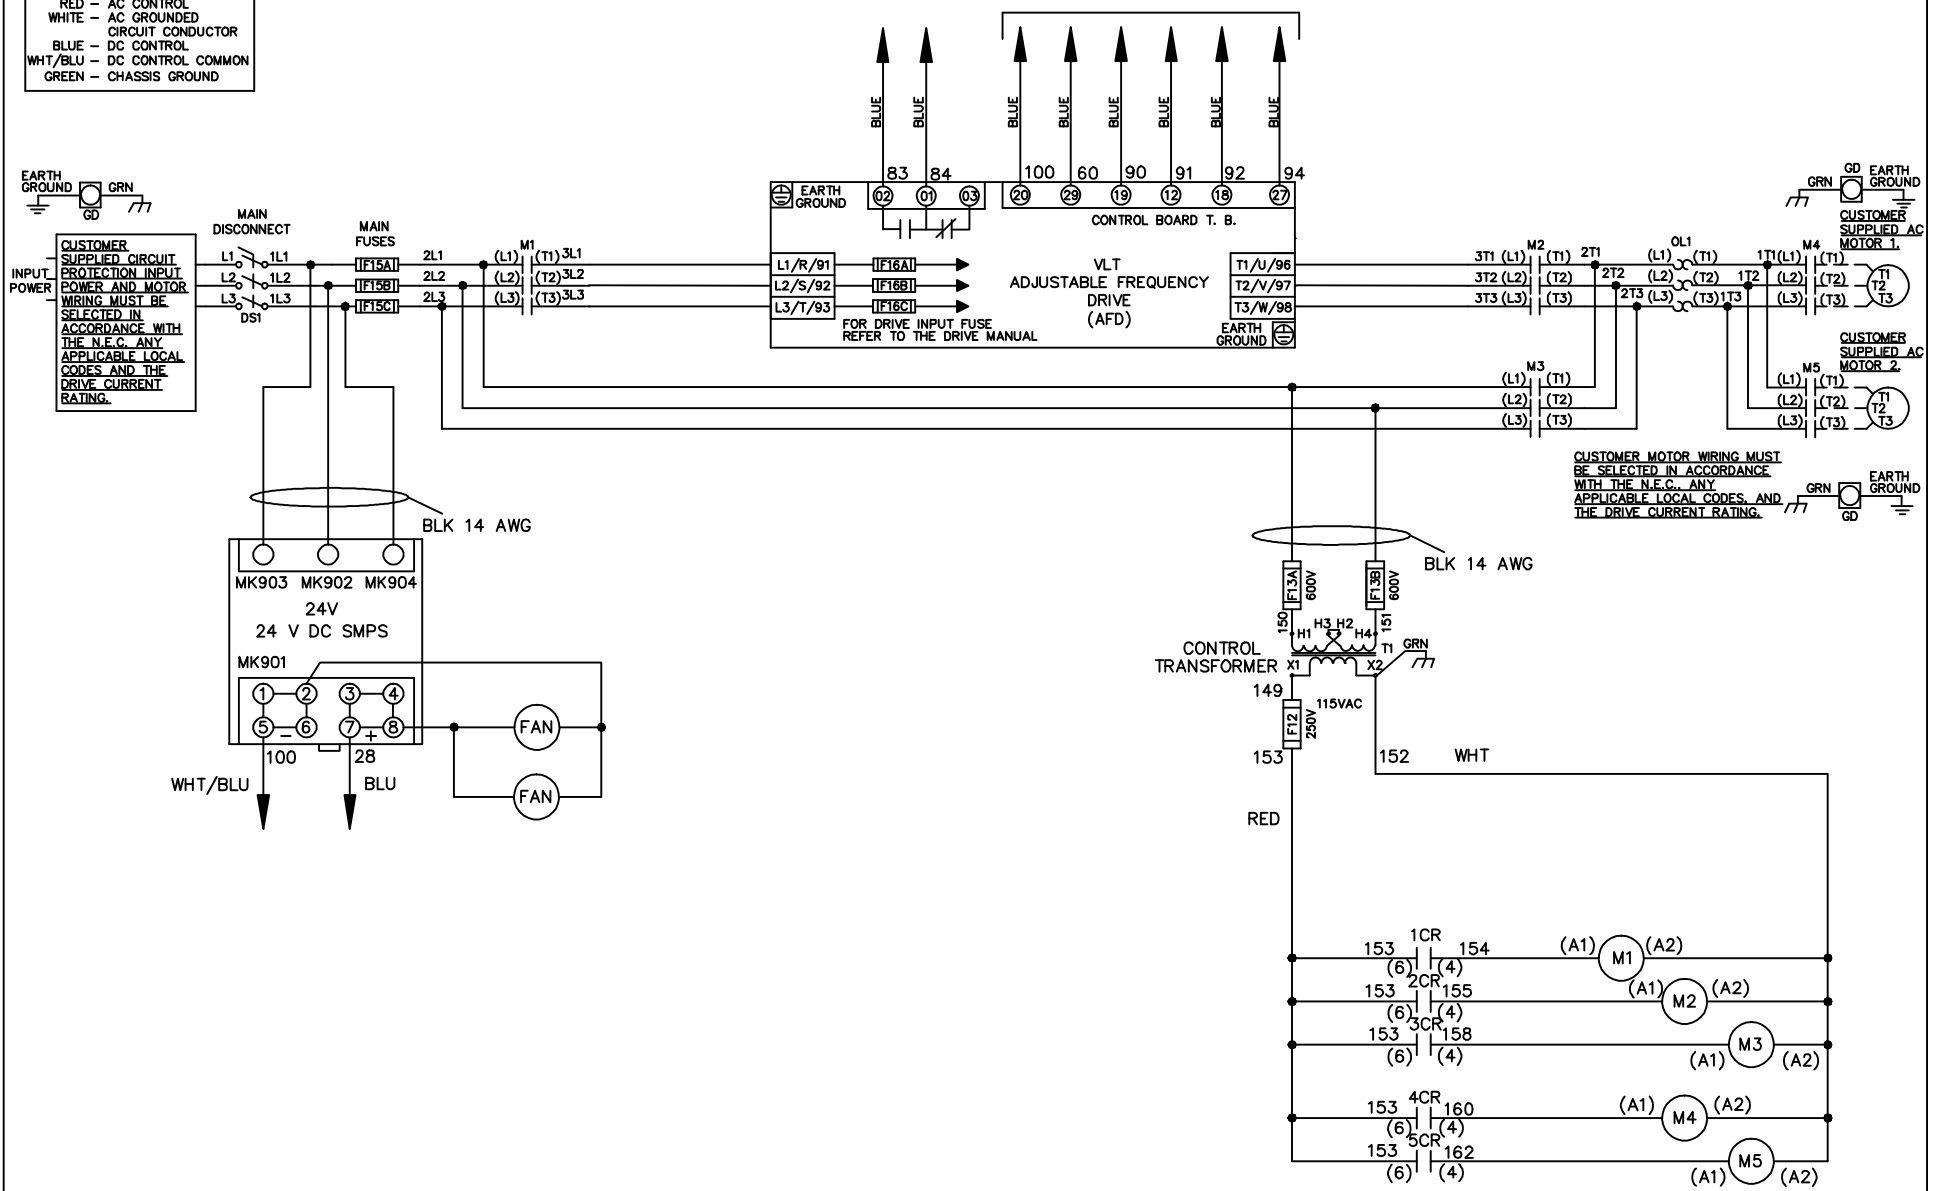 RED – AC CONTROL
WHITE – AC GROUNDED
CIRCUIT CONDUCTOR
BLUE – DC CONTROL
WHT/BLU – DC CONTROL COMMON
GREEN – CHASSIS GROUND
BLUE
BLUE
BLUE
BLUE
BLUE
BLUE
BLUE
BLUE
83 84 100 60 90 91 92 94
02 01 03 20 29 19 12 18 27
EARTH
GROUND
GRN
GD
MAIN
DISCONNECT
MAIN
FUSES
INPUT
POWER
CUSTOMER
SUPPLIED CIRCUIT
PROTECTION INPUT
POWER AND MOTOR
WIRING MUST BE
SELECTED IN
ACCORDANCE WITH
THE N.E.C. ANY
APPLICABLE LOCAL
CODES AND THE
DRIVE CURRENT
RATING.
L1 1L1 F15A 2L1 (L1) M1 (T1) 3L1
L2 1L2 F15B 2L2 (L2) (T2) 3L2
L3 1L3 F15C 2L3 (L3) (T3) 3L3
DS1
EARTH
GROUND
CONTROL BOARD T. B.
L1/R/91 F16A
L2/S/92 F16B
L3/T/93 F16C
FOR DRIVE INPUT FUSE
REFER TO THE DRIVE MANUAL
VLT
ADJUSTABLE FREQUENCY
DRIVE
(AFD)
T1/U/96
T2/V/97
T3/W/98
EARTH
GROUND
GD
GRN
EARTH
GROUND
CUSTOMER
SUPPLIED AC
MOTOR 1.
3T1 (L1) M2 (T1) 2T1 (L1) OL1 (T1) 1T1 (L1) M4 (T1) T1
3T2 (L2) (T2) 2T2 (L2) (T2) 1T2 (L2) (T2) T2
3T3 (L3) (T3) 2T3 (L3) (T3) 1T3 (L3) (T3) T3
CUSTOMER
SUPPLIED AC
MOTOR 2.
M3 M5
(L1) (T1) (L1) (T1) T1
(L2) (T2) (L2) (T2) T2
(L3) (T3) (L3) (T3) T3
CUSTOMER MOTOR WIRING MUST
BE SELECTED IN ACCORDANCE
WITH THE N.E.C., ANY
APPLICABLE LOCAL CODES, AND
THE DRIVE CURRENT RATING.
GRN
GD
EARTH
GROUND
BLK 14 AWG
MK903 MK902 MK904
24V
24 V DC SMPS
MK901
1 2 3 4
5 – 6 7 + 8
100 28
WHT/BLU BLU
FAN
FAN
BLK 14 AWG
F13A 600V F13B 600V
150 151
H1 H3 H2 H4
CONTROL
TRANSFORMER
T1
GRN
X1 X2
149
115VAC
F12 250V
153 152 WHT
RED
153 (6) 1CR (4) 154 (A1) M1 (A2)
153 (6) 2CR (4) 155 (A1) M2 (A2)
153 (6) 3CR (4) 158 (A1) M3 (A2)
153 (6) 4CR (4) 160 (A1) M4 (A2)
153 (6) 5CR (4) 162 (A1) M5 (A2)